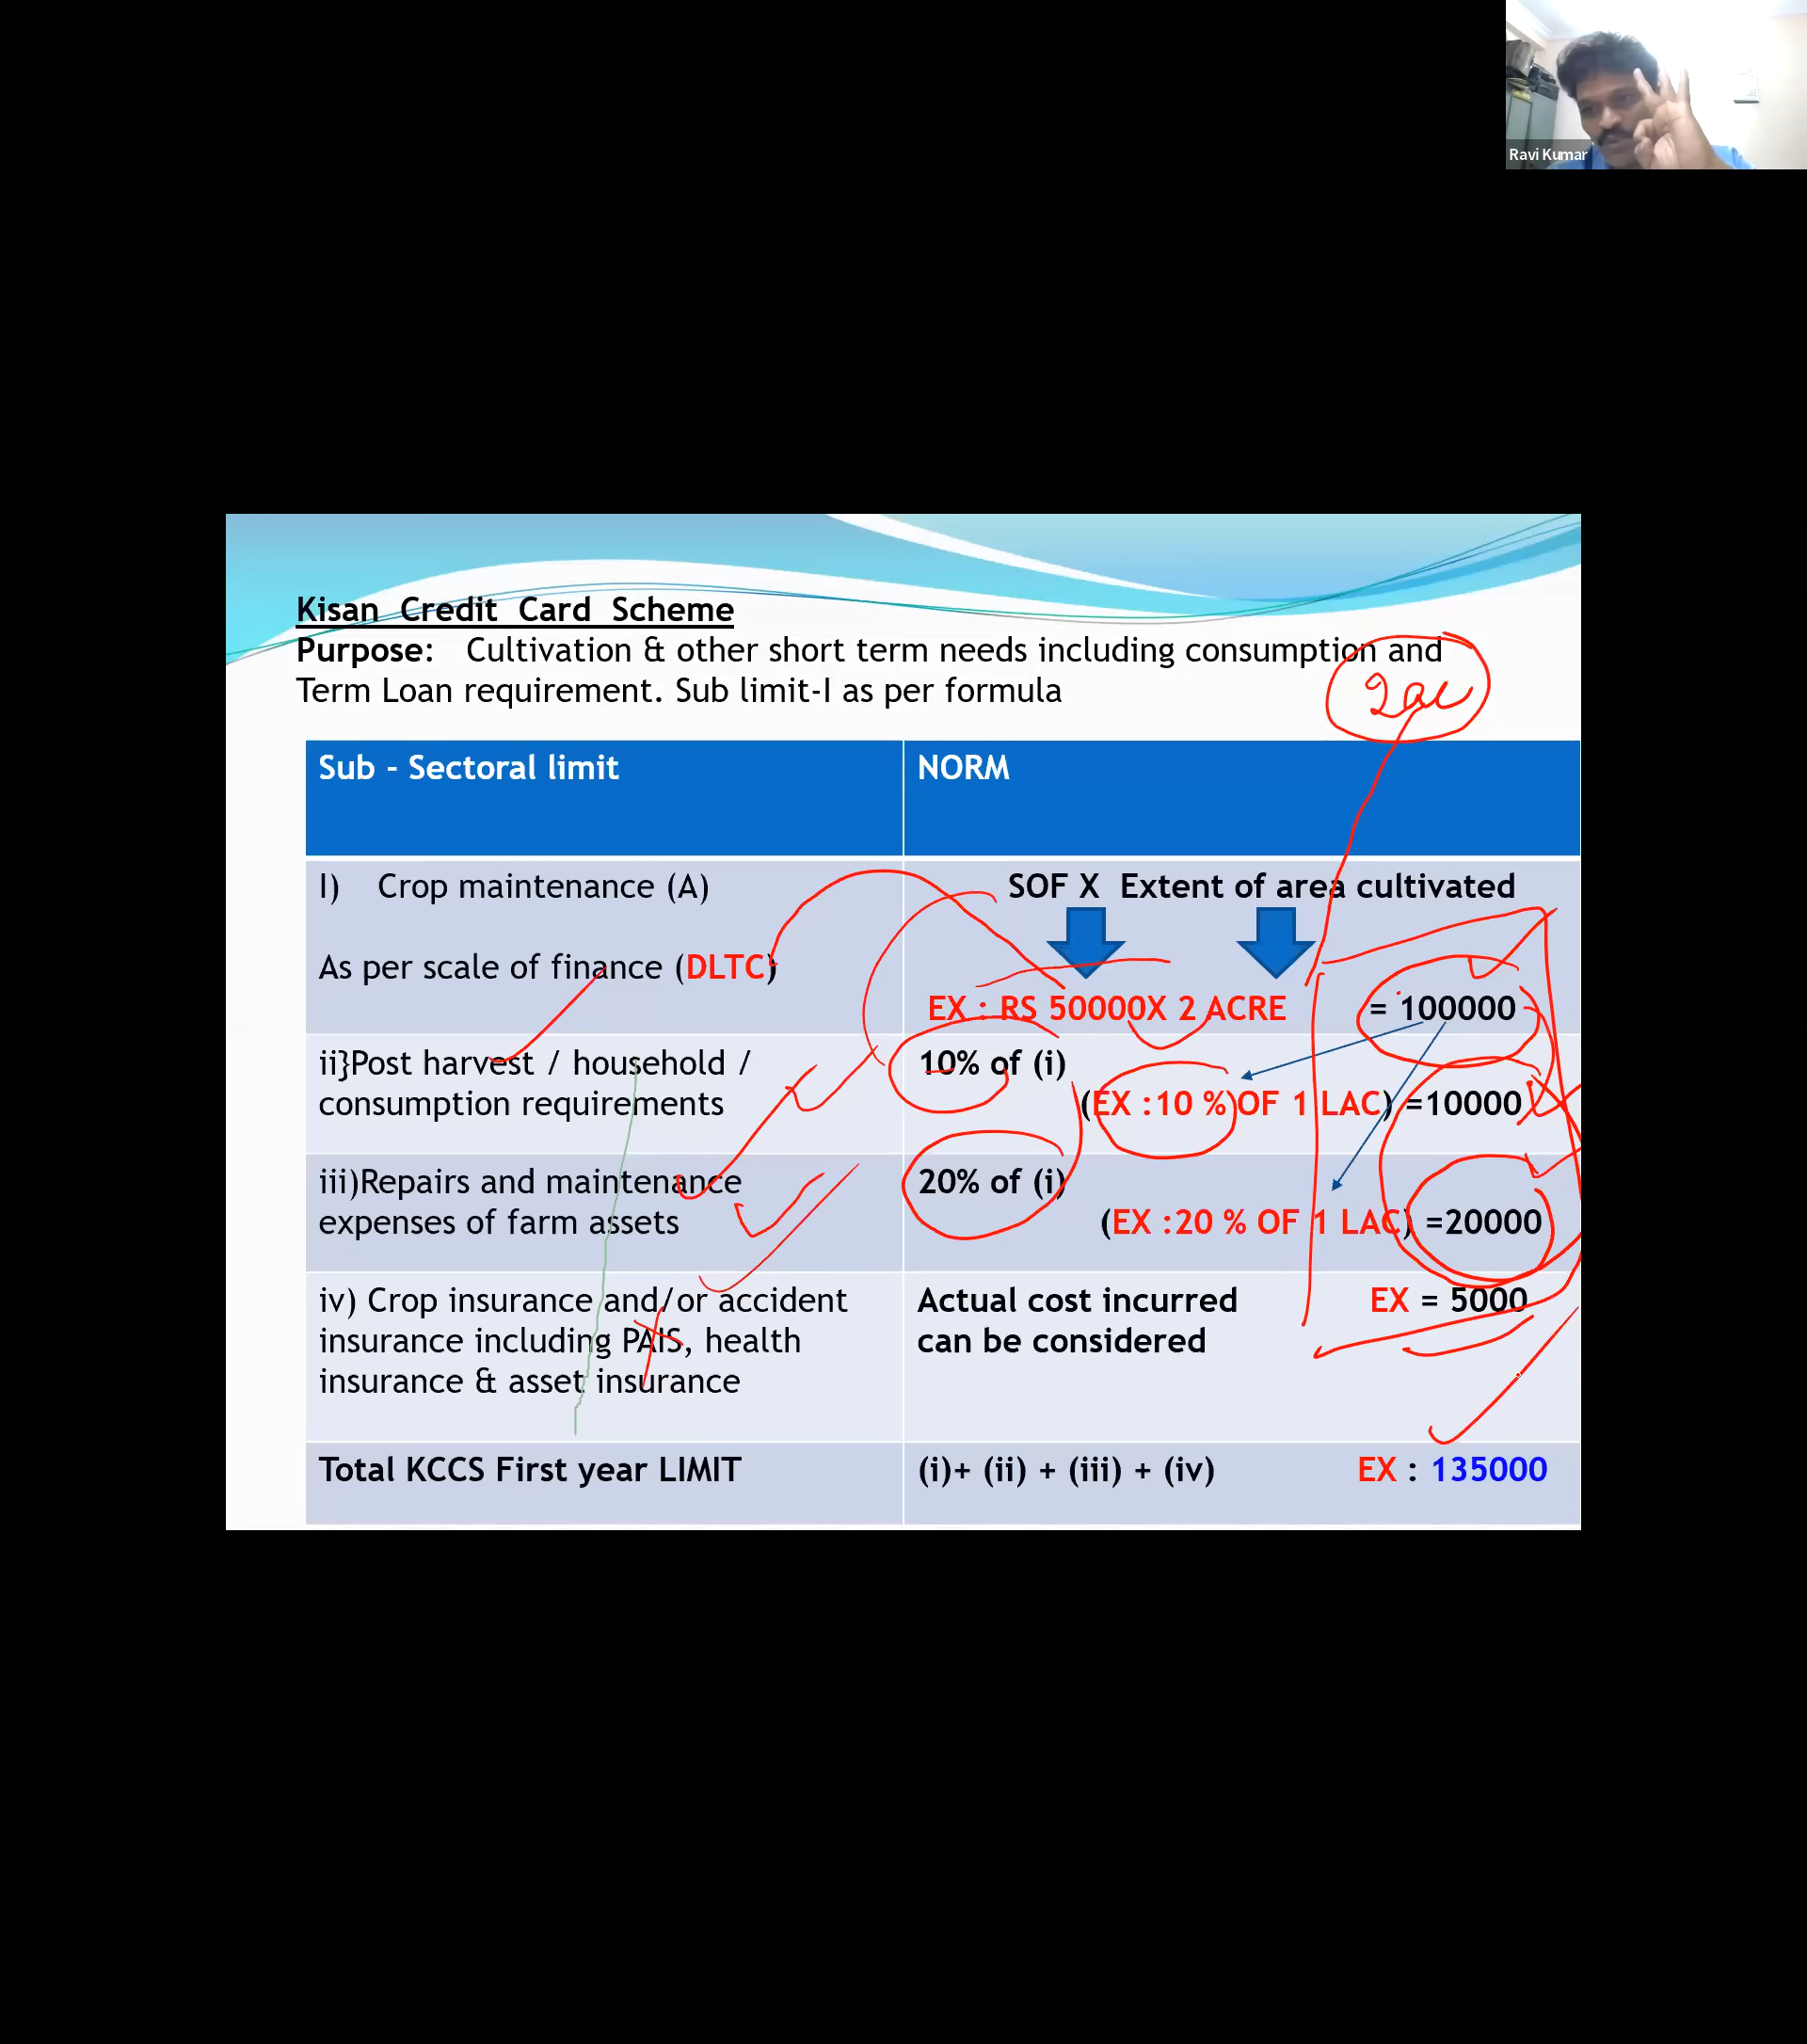 Ravi Kumar
Kisan Credit Card Scheme
Purpose: Cultivation & other short term needs including consumption and
Term Loan requirement. Sub limit-I as per formula
2ac
Sub - Sectoral limit
NORM
I) Crop maintenance (A)
As per scale of finance (DLTC)
SOF X Extent of area cultivated
EX : RS 50000X 2 ACRE = 100000
ii}Post harvest / household /
consumption requirements
10% of (i)
(EX :10 %)OF 1 LAC) =10000
iii)Repairs and maintenance
expenses of farm assets
20% of (i)
(EX :20 % OF 1 LAC) =20000
iv) Crop insurance and/or accident
insurance including PAIS, health
insurance & asset insurance
Actual cost incurred EX = 5000
can be considered
Total KCCS First year LIMIT
(i)+ (ii) + (iii) + (iv) EX : 135000